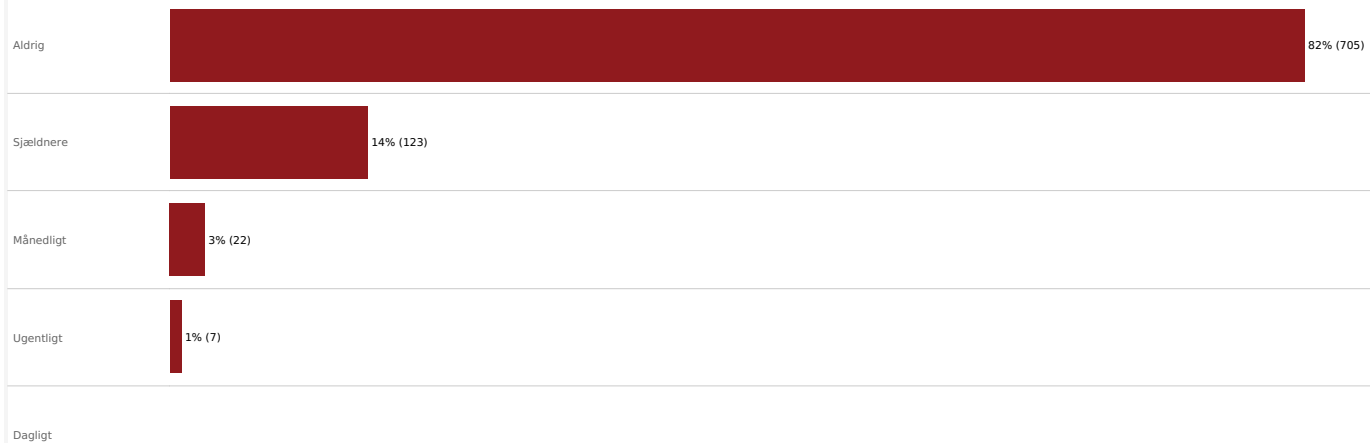 Aldrig 82% (705)
Sjældnere 14% (123)
Månedligt 3% (22)
Ugentligt 1% (7)
Dagligt